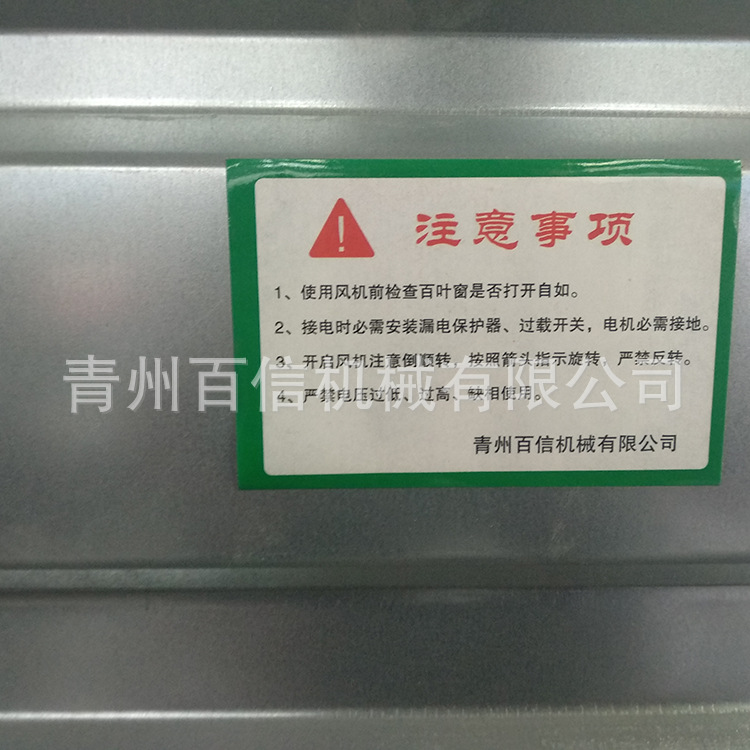 注意事项
1、使用风机前检查百叶窗是否打开自如。
2、接电时必需安装漏电保护器、过载开关，电机必需接地。
3、开启风机注意倒顺转，按照箭头指示旋转，严禁反转。
青州百信机械有限公司
4、严禁电压过低、过高、缺相使用。
青州百信机械有限公司